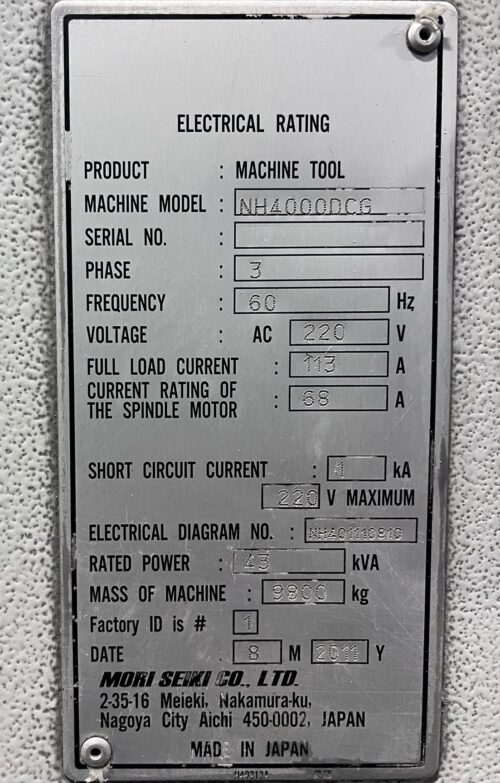 ELECTRICAL RATING
PRODUCT : MACHINE TOOL
MACHINE MODEL : NH4000DCG
SERIAL NO. :
PHASE : 3
FREQUENCY : 60 Hz
VOLTAGE : AC 220 V
FULL LOAD CURRENT : 113 A
CURRENT RATING OF
THE SPINDLE MOTOR : 68 A
SHORT CIRCUIT CURRENT : 1 kA
220 V MAXIMUM
ELECTRICAL DIAGRAM NO. :
RATED POWER : 43 kVA
MASS OF MACHINE : 9800 kg
Factory ID is # 1
DATE : 8 M 2011 Y
MORI SEIKI CO., LTD.
2-35-16 Meieki, Nakamura-ku,
Nagoya City Aichi 450-0002, JAPAN
MADE IN JAPAN